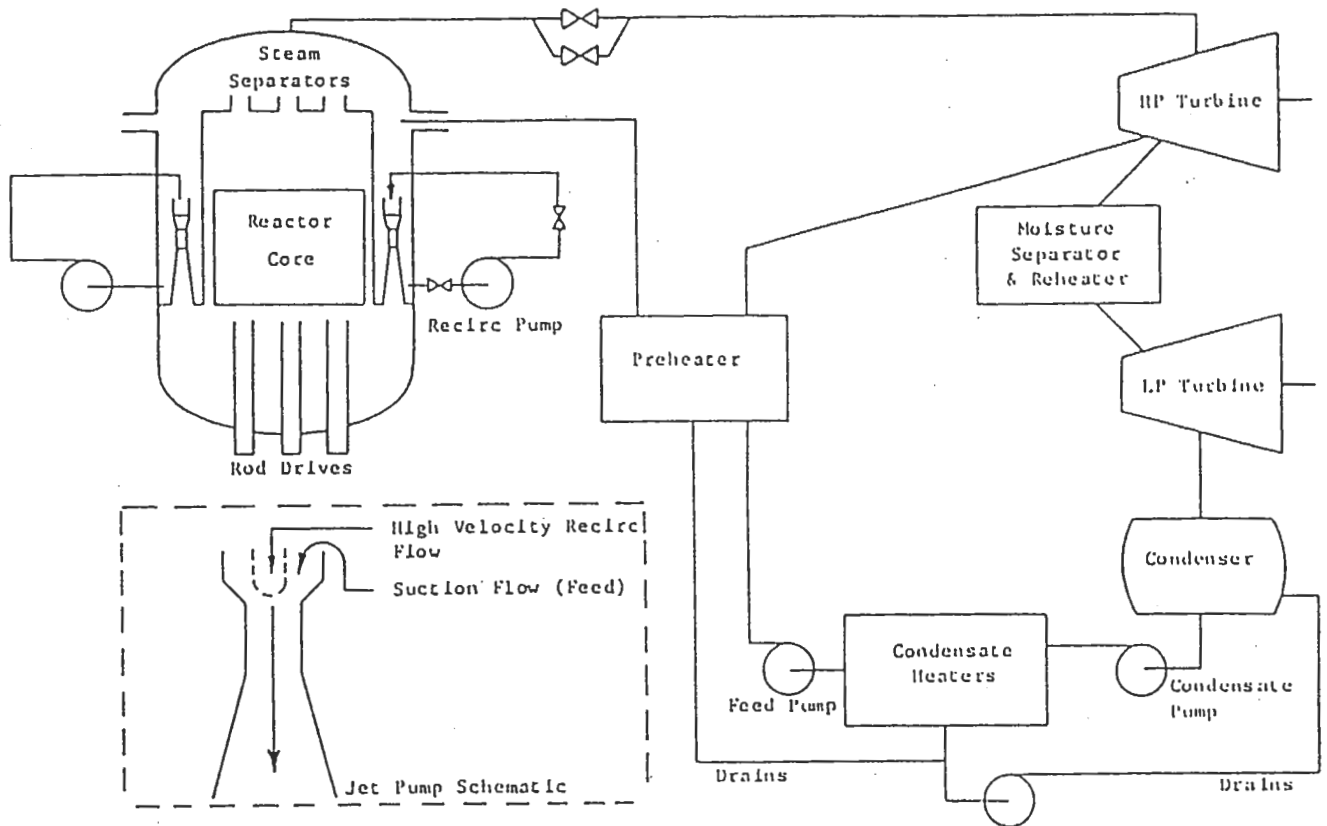 Steam
Separators
HP Turbine
Reactor
Core
Moisture
Separator
& Reheater
Recirc Pump
Preheater
LP Turbine
Rod Drives
High Velocity Recirc
Flow
Suction Flow (Feed)
Condenser
Condensate
Heaters
Feed Pump
Condensate
Pump
Jet Pump Schematic
Drains
Drains